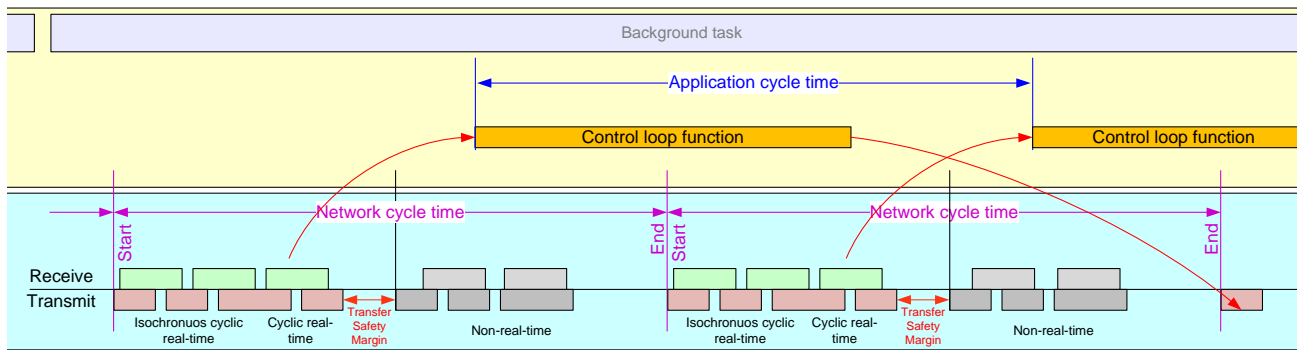 Background task
Application cycle time
Control loop function
Control loop function
Network cycle time
Network cycle time
Start
End
Start
End
Receive
Transmit
Isochronuos cyclic
real-time
Cyclic real-
time
Transfer
Safety
Margin
Non-real-time
Isochronuos cyclic
real-time
Cyclic real-
time
Transfer
Safety
Margin
Non-real-time